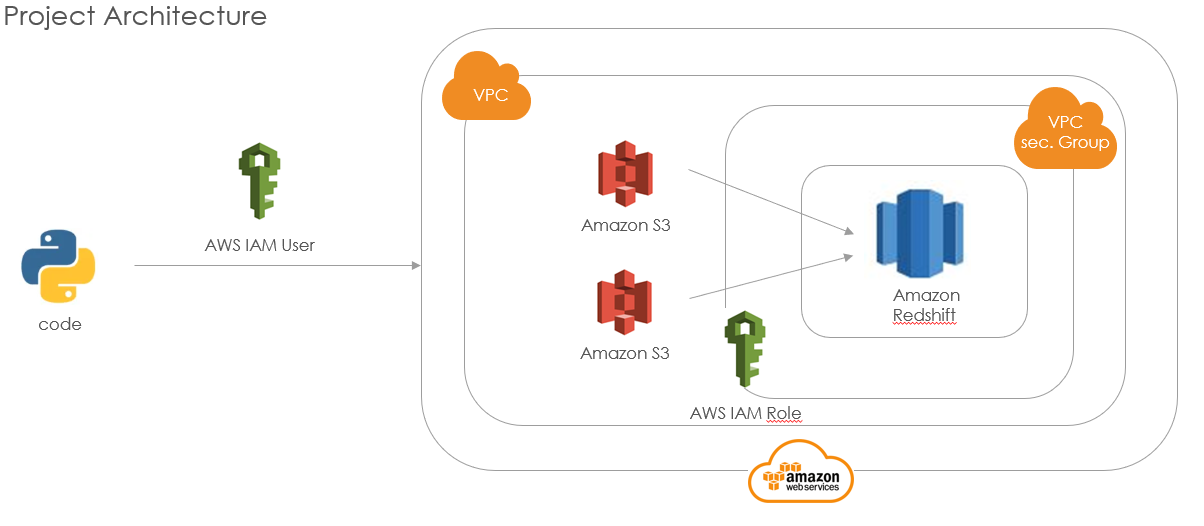 Project Architecture
VPC
VPC
sec. Group
Amazon S3
AWS IAM User
Amazon
Redshift
code
Amazon S3
AWS IAM Role
amazon
web services